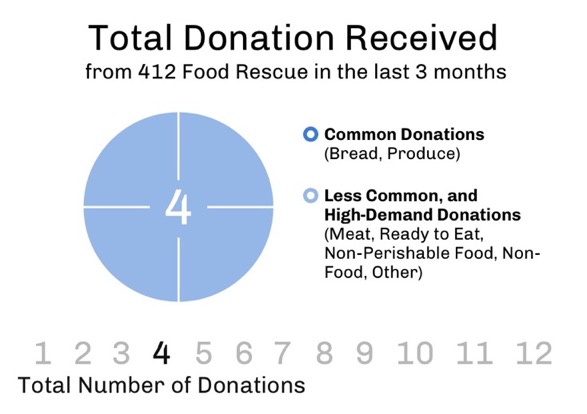 Total Donation Received
from 412 Food Rescue in the last 3 months
Common Donations
(Bread, Produce)
4
Less Common, and
High-Demand Donations
(Meat, Ready to Eat,
Non-Perishable Food, Non-
Food, Other)
1 2 3 4 5 6 7 8 9 10 11 12
Total Number of Donations